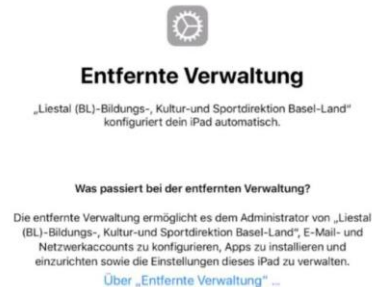 Entfernte Verwaltung
„Liestal (BL)-Bildungs-, Kultur-und Sportdirektion Basel-Land“
konfiguriert dein iPad automatisch.
Was passiert bei der entfernten Verwaltung?
Die entfernte Verwaltung ermöglicht es dem Administrator von „Liestal
(BL)-Bildungs-, Kultur-und Sportdirektion Basel-Land“, E-Mail- und
Netzwerkaccounts zu konfigurieren, Apps zu installieren und
einzurichten sowie die Einstellungen dieses iPad zu verwalten.
Über „Entfernte Verwaltung“ ...